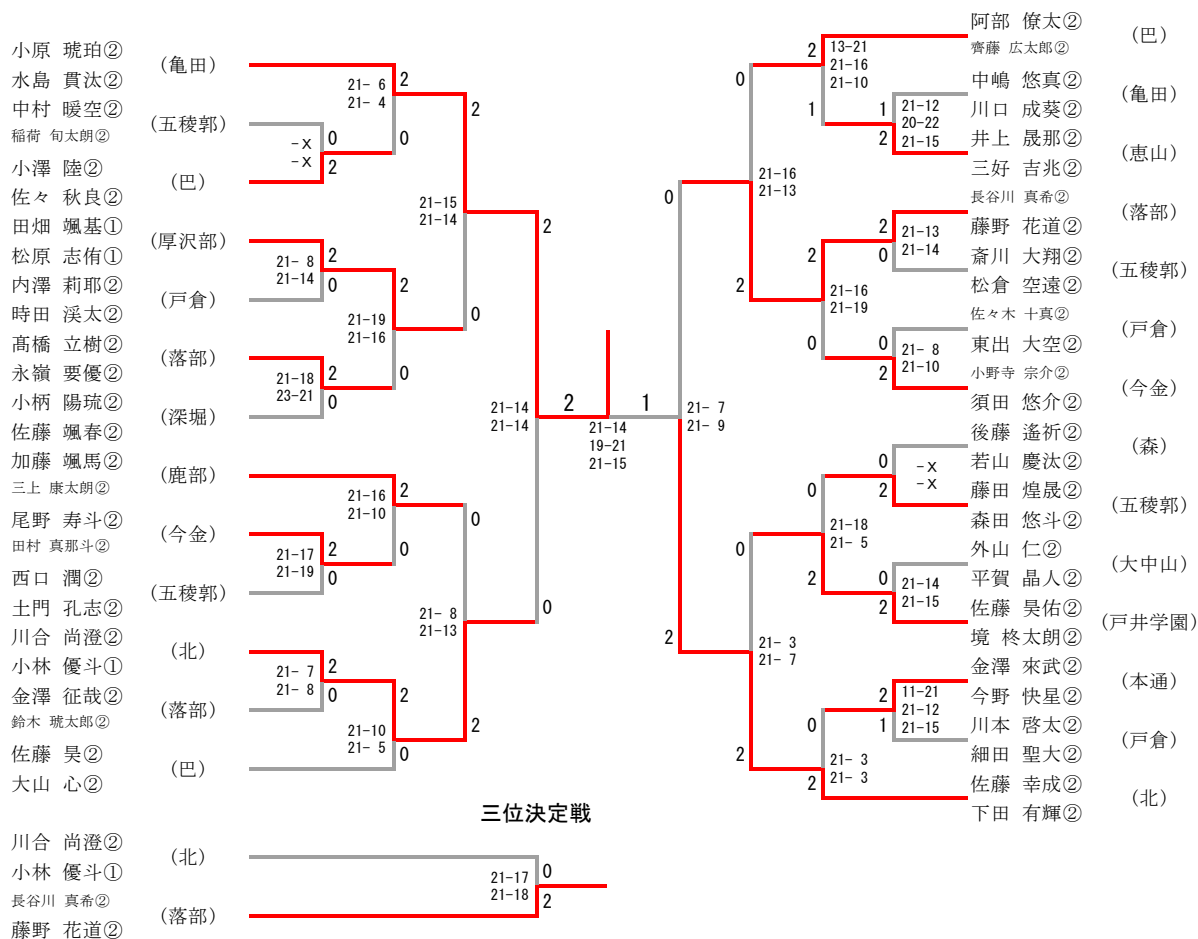 小原 琥珀②
水島 貫汰②
(亀田)
中村 暖空②
稲荷 旬太朗②
(五稜郭)
小澤 陸②
佐々 秋良②
(巴)
田畑 颯基①
松原 志侑①
(厚沢部)
内澤 莉耶②
時田 渓太②
(戸倉)
髙橋 立樹②
永嶺 要優②
(落部)
小柄 陽琉②
佐藤 颯春②
(深堀)
加藤 颯馬②
三上 康太朗②
(鹿部)
尾野 寿斗②
田村 真那斗②
(今金)
西口 潤②
土門 孔志②
(五稜郭)
川合 尚澄②
小林 優斗①
(北)
金澤 征哉②
鈴木 琥太郎②
(落部)
佐藤 昊②
大山 心②
(巴)
21- 6
21- 4
2
0
-X
-X
0
2
21- 8
21-14
2
0
21-19
21-16
2
0
21-18
23-21
2
0
21-15
21-14
2
0
21-16
21-10
2
0
21-17
21-19
2
0
21- 7
21- 8
2
0
21-10
21- 5
2
0
21- 8
21-13
0
2
21-14
21-14
2
0
2
1
21-14
19-21
21-15
阿部 僚太②
齊藤 広太郎②
(巴)
中嶋 悠真②
川口 成葵②
(亀田)
井上 晟那②
三好 吉兆②
(恵山)
長谷川 真希②
藤野 花道②
(落部)
斎川 大翔②
松倉 空遠②
(五稜郭)
佐々木 十真②
東出 大空②
(戸倉)
小野寺 宗介②
須田 悠介②
(今金)
後藤 遙祈②
若山 慶汰②
(森)
藤田 煌晟②
森田 悠斗②
(五稜郭)
外山 仁②
平賀 晶人②
(大中山)
佐藤 昊佑②
境 柊太朗②
(戸井学園)
金澤 來武②
今野 快星②
(本通)
川本 啓太②
細田 聖大②
(戸倉)
佐藤 幸成②
下田 有輝②
(北)
2
1
13-21
21-16
21-10
1
2
21-12
20-22
21-15
0
2
21-16
21-13
2
0
21-13
21-14
2
0
21-16
21-19
0
2
21- 8
21-10
0
2
21- 7
21- 9
0
2
-X
-X
0
2
21-18
21- 5
0
2
21-14
21-15
0
2
21- 3
21- 7
2
1
11-21
21-12
21-15
0
2
21- 3
21- 3
三位決定戦
川合 尚澄②
小林 優斗①
(北)
長谷川 真希②
藤野 花道②
(落部)
21-17
21-18
0
2